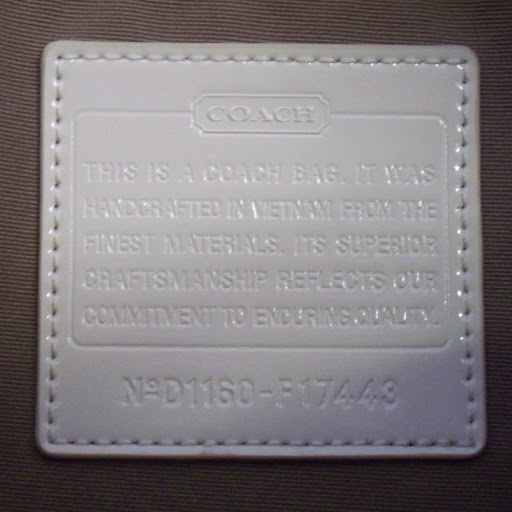 COACH
THIS IS A COACH BAG. IT WAS
HANDCRAFTED IN VIETNAM FROM THE
FINEST MATERIALS. ITS SUPERIOR
CRAFTSMANSHIP REFLECTS OUR
COMMITMENT TO ENDURING QUALITY.
NºD1160-F17443